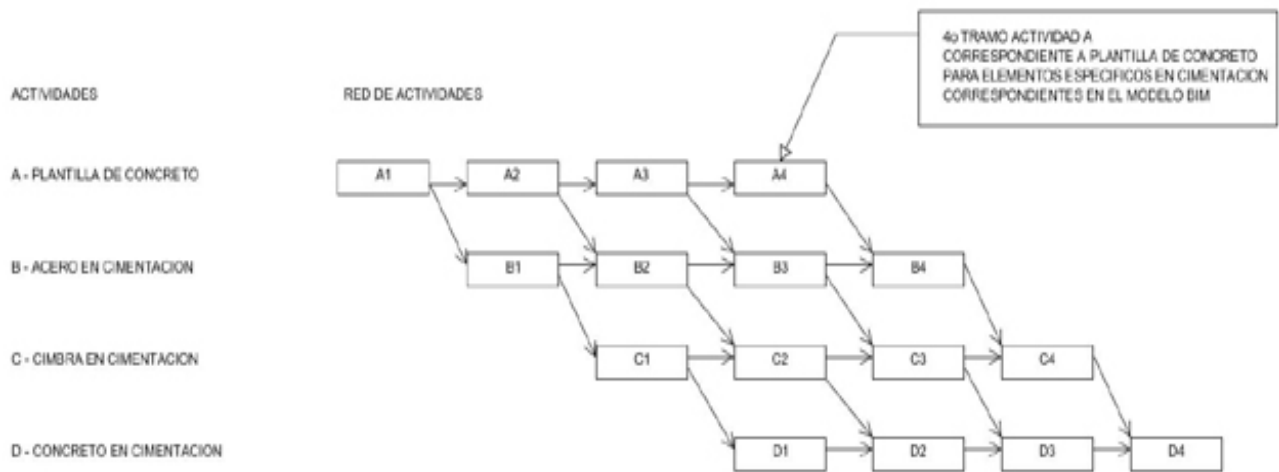 4o TRAMO ACTIVIDAD A
CORRESPONDIENTE A PLANTILLA DE CONCRETO
PARA ELEMENTOS ESPECIFICOS EN CIMENTACION
CORRESPONDIENTES EN EL MODELO BIM
ACTIVIDADES
RED DE ACTIVIDADES
A - PLANTILLA DE CONCRETO
A1
A2
A3
A4
B - ACERO EN CIMENTACION
B1
B2
B3
B4
C - CIMBRA EN CIMENTACION
C1
C2
C3
C4
D - CONCRETO EN CIMENTACION
D1
D2
D3
D4